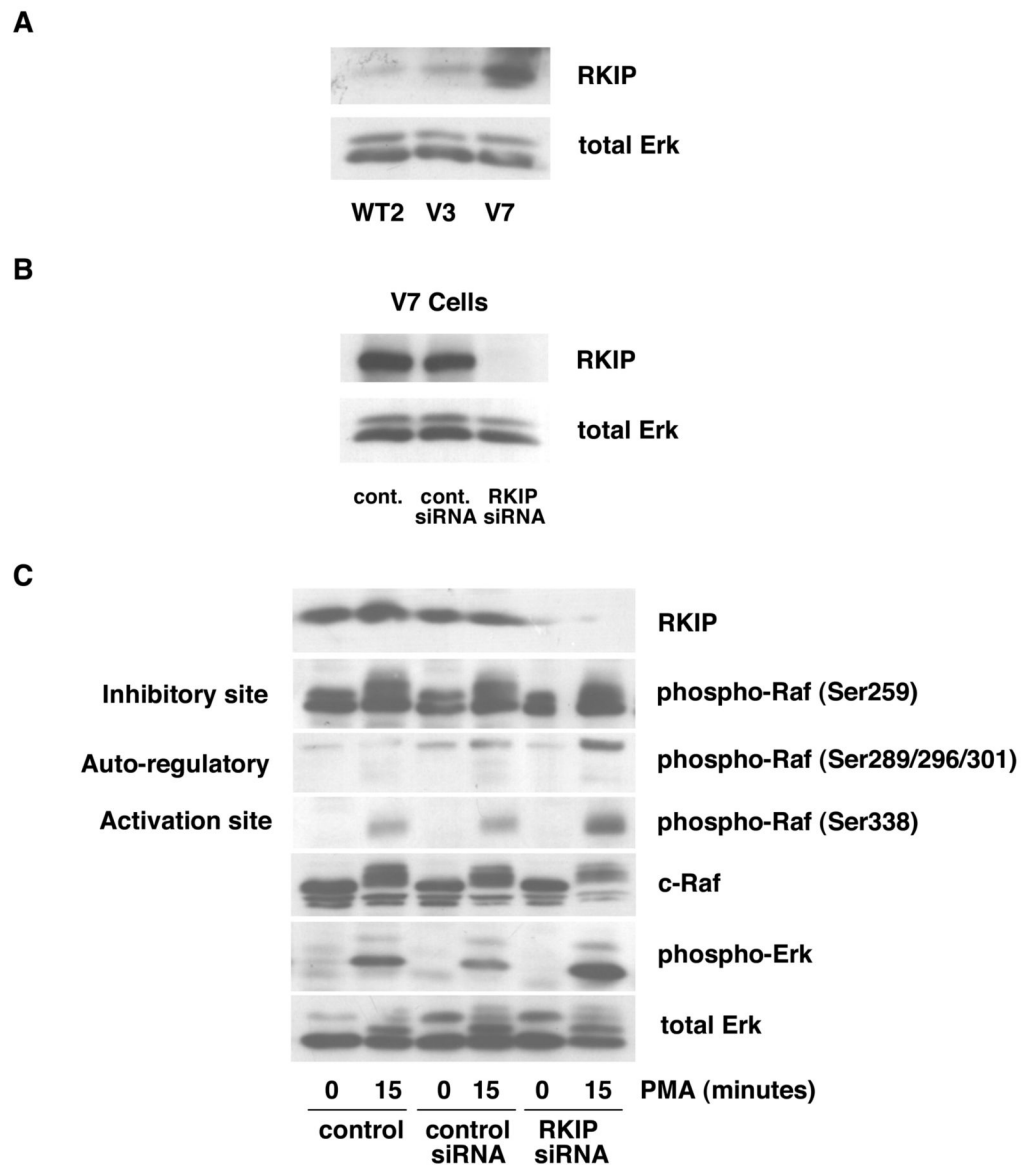 A
RKIP
total Erk
WT2 V3 V7
B
V7 Cells
RKIP
total Erk
cont. cont. RKIP
siRNA siRNA
C
RKIP
Inhibitory site phospho-Raf (Ser259)
Auto-regulatory phospho-Raf (Ser289/296/301)
Activation site phospho-Raf (Ser338)
c-Raf
phospho-Erk
total Erk
0 15 0 15 0 15 PMA (minutes)
control control RKIP
siRNA siRNA